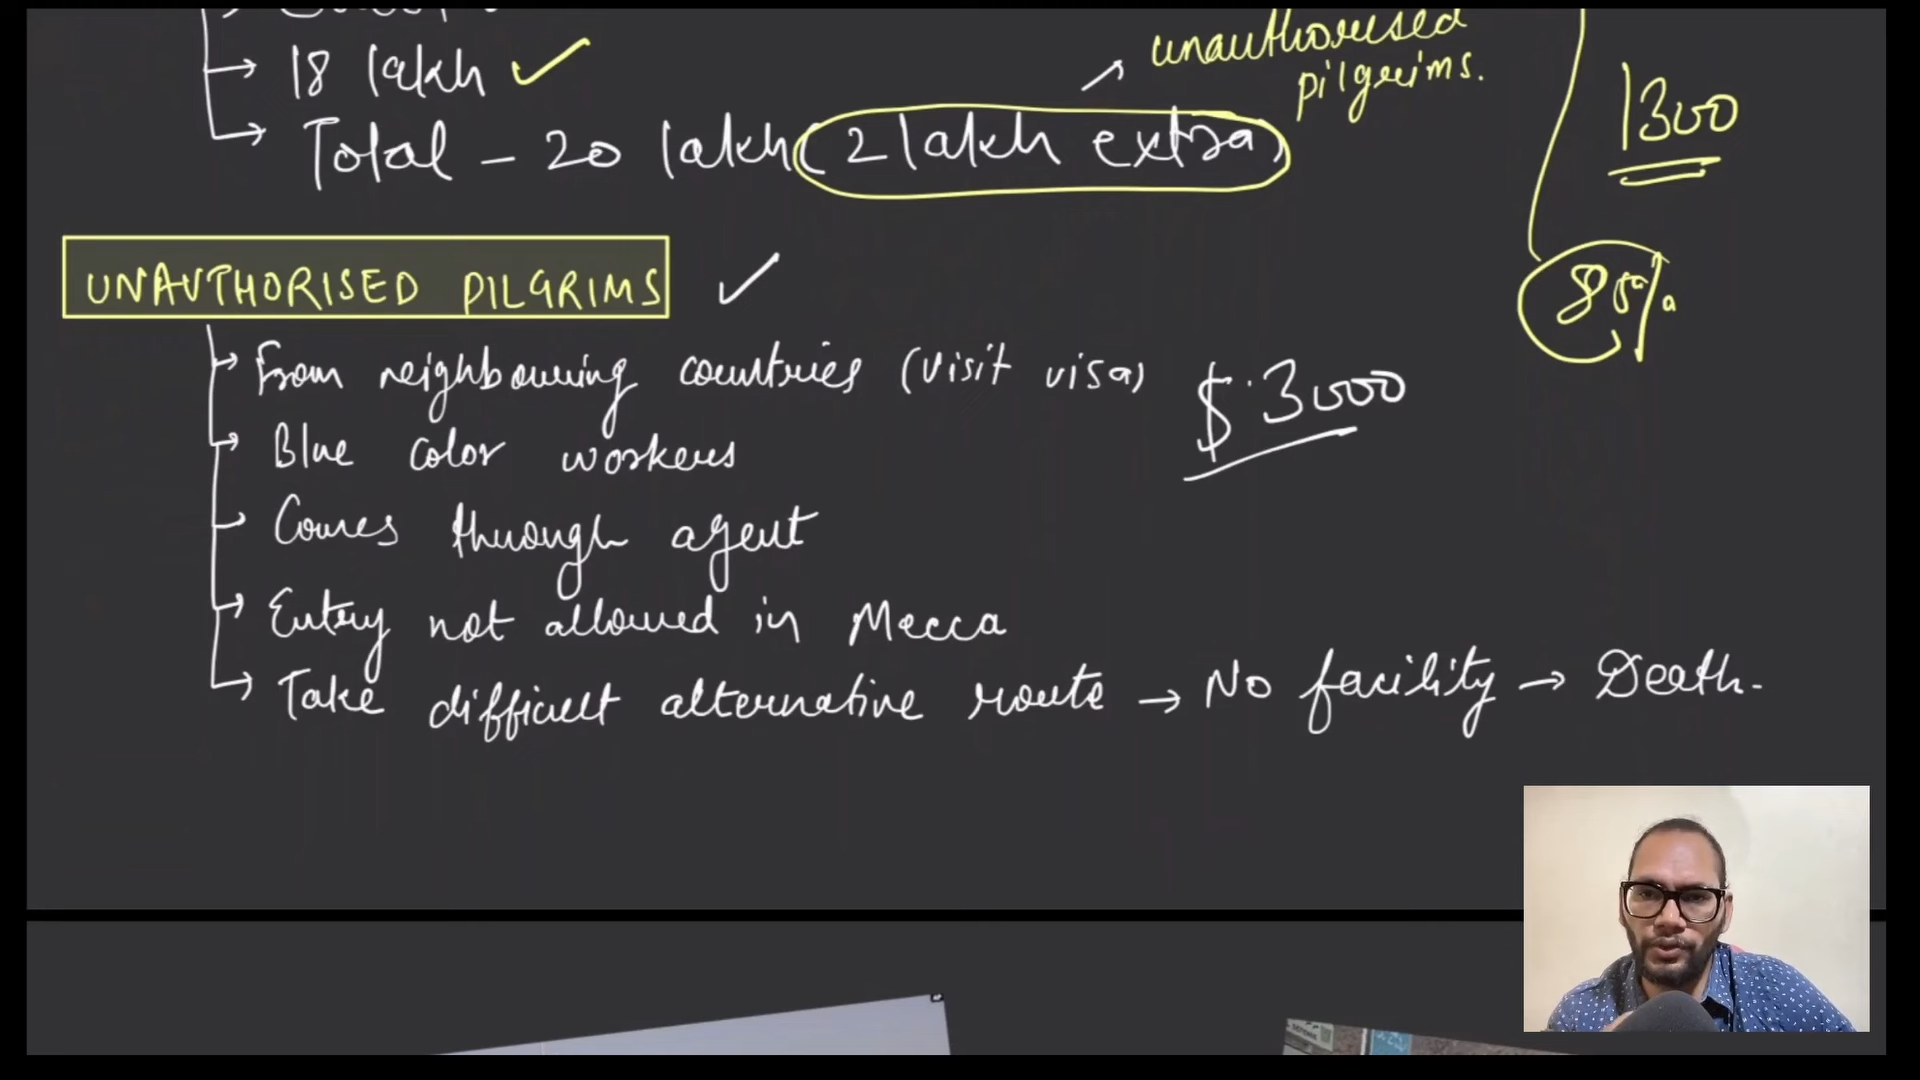 18 lakh
unauthorised
pilgrims.
1300
Total - 20 lakh (2 lakh extra)
UNAUTHORISED PILGRIMS
From neighbouring countries (visit visa)
$3000
Blue color workers
Comes through agent
Entry not allowed in Mecca
Take difficult alternative route → No facility → Death.